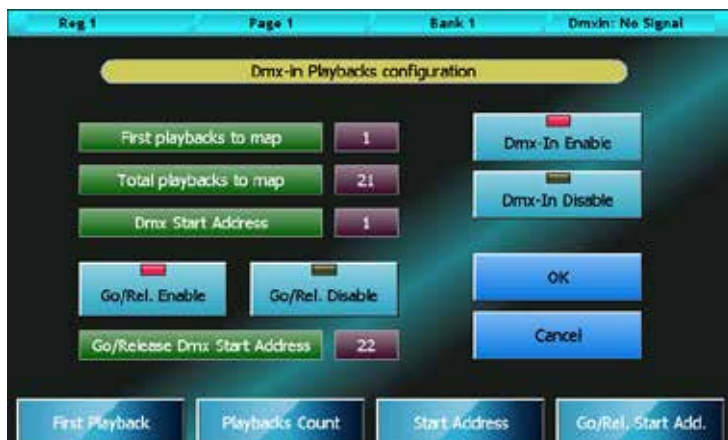 Reg 1 Page 1 Bank 1 Dmxin: No Signal
Dmx-in Playbacks configuration
First playbacks to map 1
Total playbacks to map 21
Dmx Start Address 1
Dmx-In Enable
Dmx-In Disable
Go/Rel. Enable Go/Rel. Disable
Go/Release Dmx Start Address 22
OK
Cancel
First Playback Playbacks Count Start Address Go/Rel. Start Add.